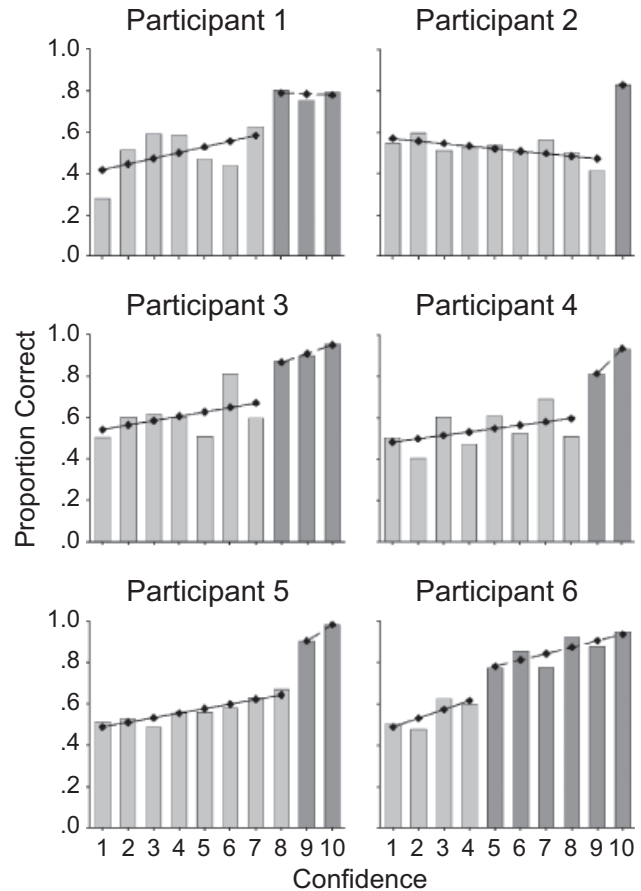 Participant 1
Participant 2
1.0
.8
.6
.4
.2
.0
Participant 3
Participant 4
Proportion Correct
1.0
.8
.6
.4
.2
.0
Participant 5
Participant 6
1.0
.8
.6
.4
.2
.0
1 2 3 4 5 6 7 8 9 10
1 2 3 4 5 6 7 8 9 10
Confidence